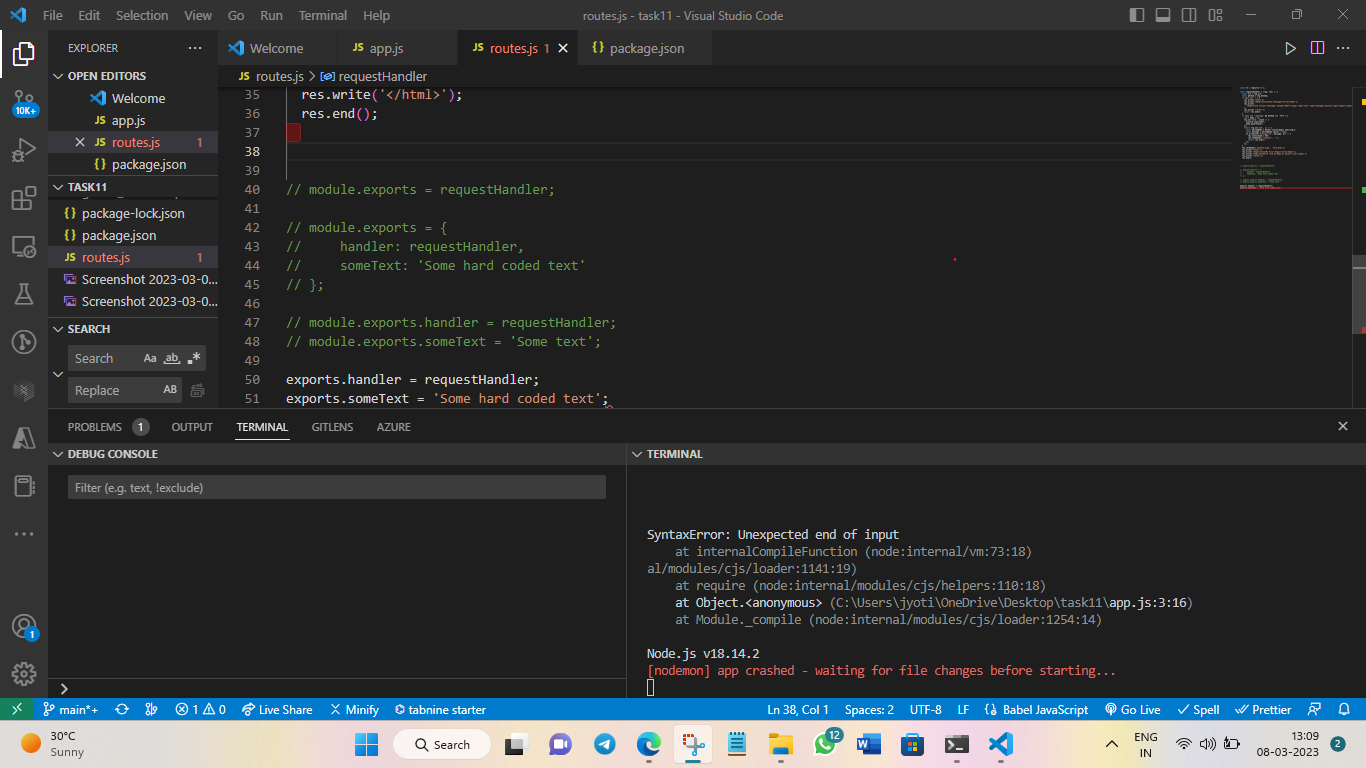 File Edit Selection View Go Run Terminal Help
routes.js - task11 - Visual Studio Code
EXPLORER
Welcome
JS app.js
JS routes.js 1
{} package.json
JS routes.js > requestHandler
OPEN EDITORS
Welcome
JS app.js
JS routes.js 1
{} package.json
TASK11
{} package-lock.json
{} package.json
JS routes.js 1
Screenshot 2023-03-0...
Screenshot 2023-03-0...
SEARCH
Search Aa ab .*
Replace AB
10K+
1
35 res.write('</html>');
36 res.end();
37
38
39
40 // module.exports = requestHandler;
41
42 // module.exports = {
43 //     handler: requestHandler,
44 //     someText: 'Some hard coded text'
45 // };
46
47 // module.exports.handler = requestHandler;
48 // module.exports.someText = 'Some text';
49
50 exports.handler = requestHandler;
51 exports.someText = 'Some hard coded text';
PROBLEMS 1 OUTPUT TERMINAL GITLENS AZURE
DEBUG CONSOLE
Filter (e.g. text, !exclude)
TERMINAL
SyntaxError: Unexpected end of input
    at internalCompileFunction (node:internal/vm:73:18)
al/modules/cjs/loader:1141:19)
    at require (node:internal/modules/cjs/helpers:110:18)
    at Object.<anonymous> (C:\Users\jyoti\OneDrive\Desktop\task11\app.js:3:16)
    at Module._compile (node:internal/modules/cjs/loader:1254:14)
Node.js v18.14.2
[nodemon] app crashed - waiting for file changes before starting...
main*+ 1 0 Live Share Minify tabnine starter
Ln 38, Col 1 Spaces: 2 UTF-8 LF {} Babel JavaScript Go Live Spell Prettier
30°C
Sunny
Search
12
ENG
IN
13:09
08-03-2023
2